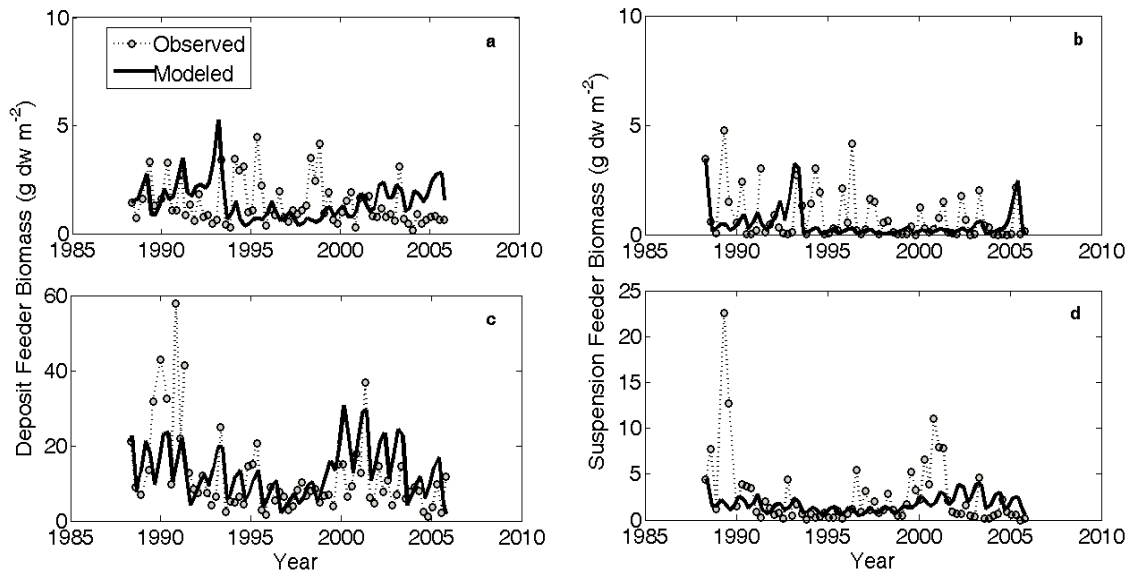 10
5
0
1985 1990 1995 2000 2005 2010
Observed
Modeled
a
10
5
0
1985 1990 1995 2000 2005 2010
b
60
40
20
0
1985 1990 1995 2000 2005 2010
c
25
20
15
10
5
0
1985 1990 1995 2000 2005 2010
d
Deposit Feeder Biomass (g dw m⁻²)
Suspension Feeder Biomass (g dw m⁻²)
Year
Year